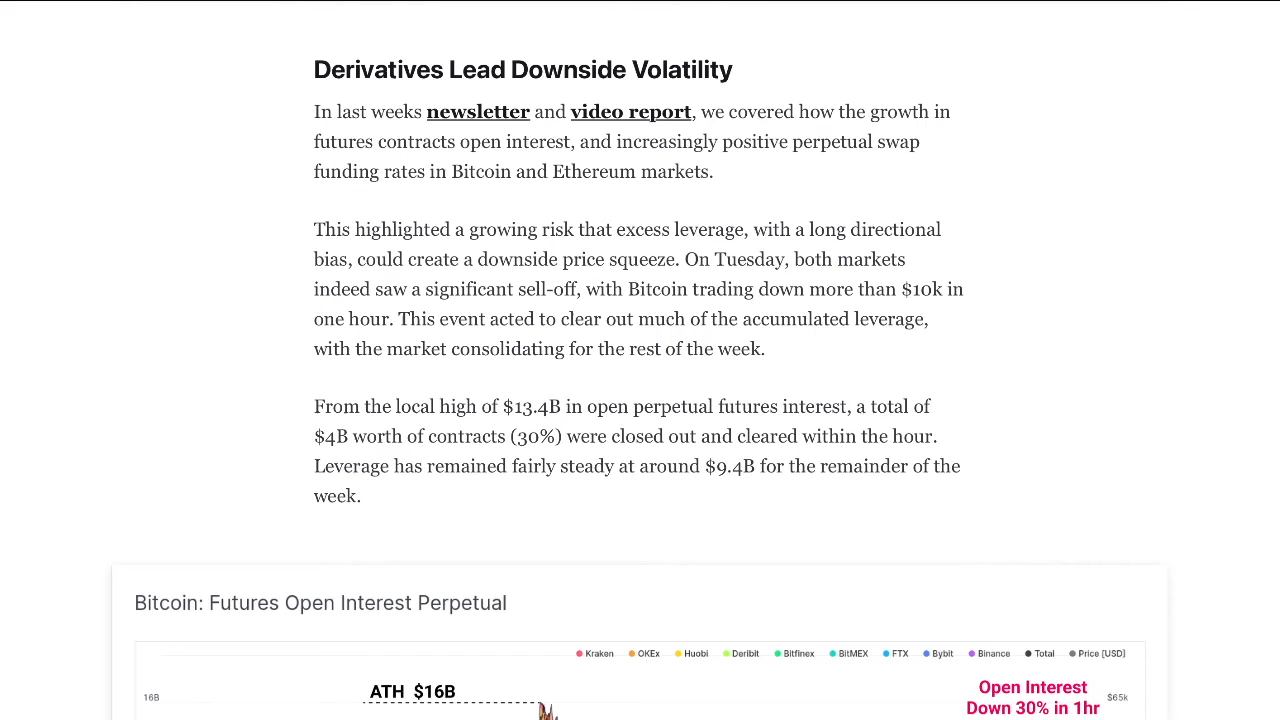 Derivatives Lead Downside Volatility
In last weeks newsletter and video report, we covered how the growth in
futures contracts open interest, and increasingly positive perpetual swap
funding rates in Bitcoin and Ethereum markets.
This highlighted a growing risk that excess leverage, with a long directional
bias, could create a downside price squeeze. On Tuesday, both markets
indeed saw a significant sell-off, with Bitcoin trading down more than $10k in
one hour. This event acted to clear out much of the accumulated leverage,
with the market consolidating for the rest of the week.
From the local high of $13.4B in open perpetual futures interest, a total of
$4B worth of contracts (30%) were closed out and cleared within the hour.
Leverage has remained fairly steady at around $9.4B for the remainder of the
week.
Bitcoin: Futures Open Interest Perpetual
Kraken OKEx Huobi Deribit Bitfinex BitMEX FTX Bybit Binance Total Price [USD]
16B ATH $16B Open Interest $65k
Down 30% in 1hr